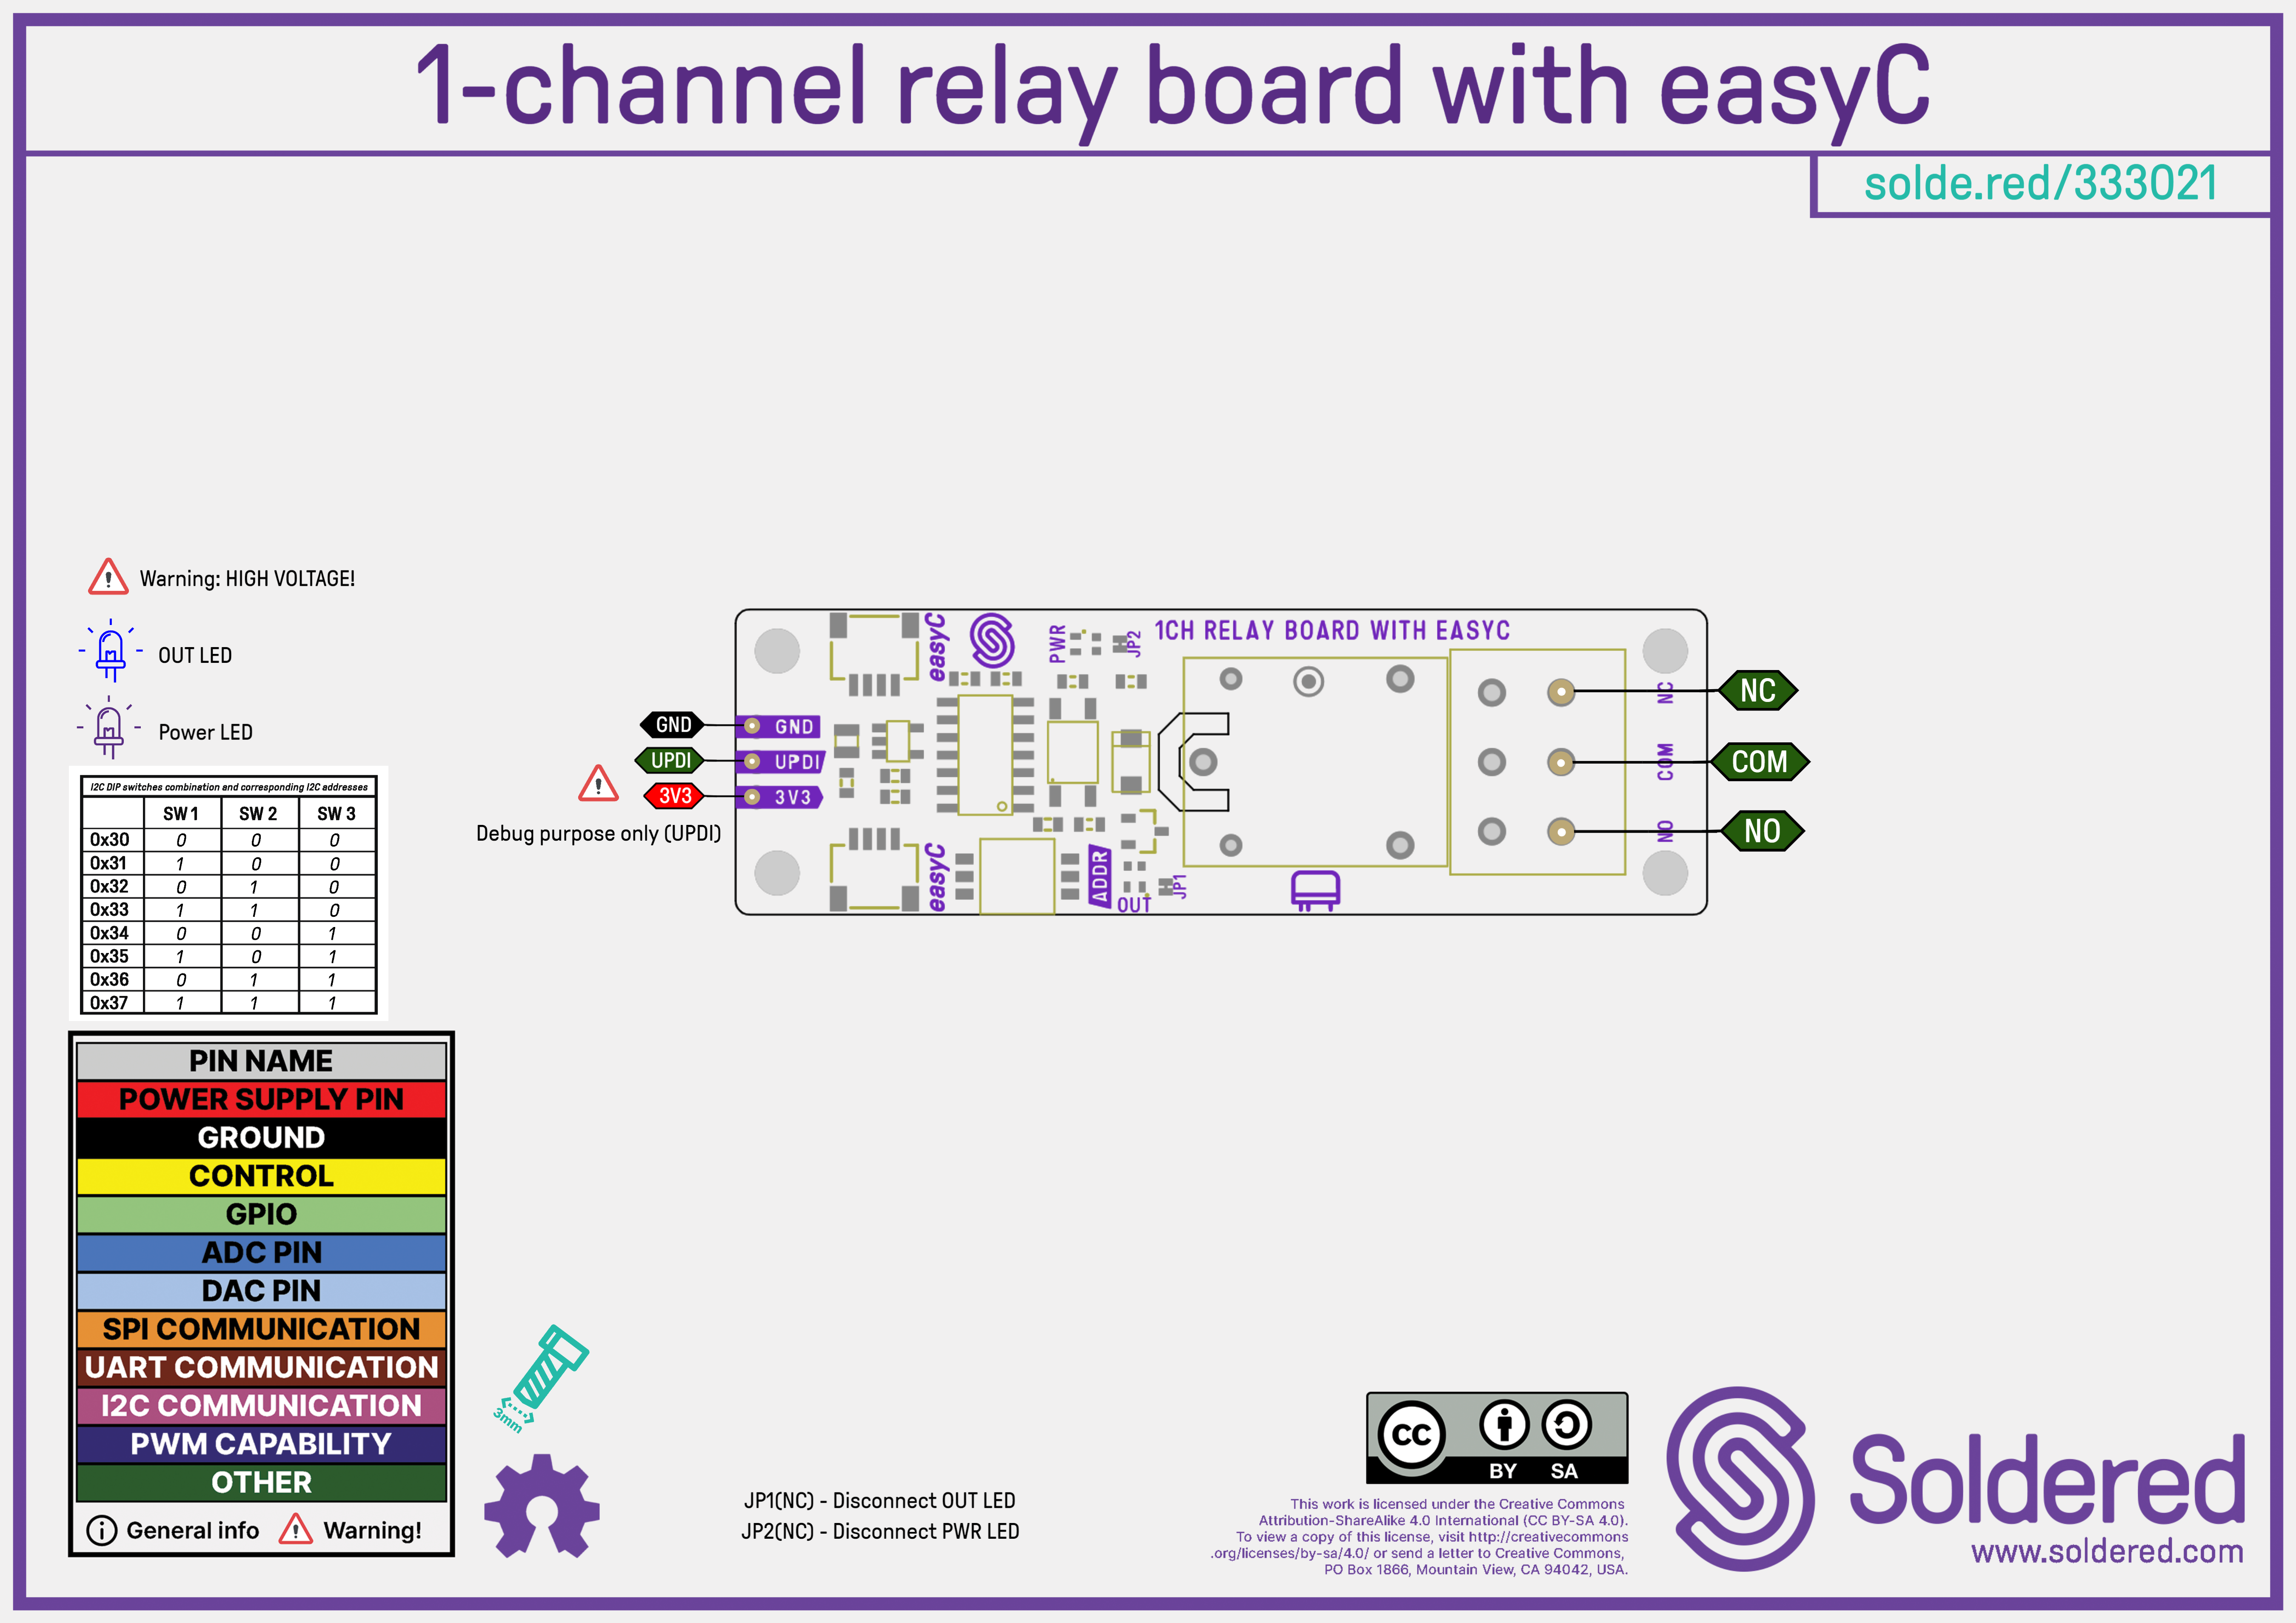 1-channel relay board with easyC
solde.red/333021
Warning: HIGH VOLTAGE!
OUT LED
Power LED
I2C DIP switches combination and corresponding I2C addresses
SW 1 SW 2 SW 3
0x30 0 0 0
0x31 1 0 0
0x32 0 1 0
0x33 1 1 0
0x34 0 0 1
0x35 1 0 1
0x36 0 1 1
0x37 1 1 1
GND
UPDI
3V3
Debug purpose only (UPDI)
GND
UPDI
3V3
easyC
PWR
JP2
1CH RELAY BOARD WITH EASYC
easyC
ADDR
OUT
JP1
NC
COM
NO
NC
COM
NO
PIN NAME
POWER SUPPLY PIN
GROUND
CONTROL
GPIO
ADC PIN
DAC PIN
SPI COMMUNICATION
UART COMMUNICATION
I2C COMMUNICATION
PWM CAPABILITY
OTHER
General info Warning!
3mm
JP1(NC) - Disconnect OUT LED
JP2(NC) - Disconnect PWR LED
CC
BY SA
This work is licensed under the Creative Commons
Attribution-ShareAlike 4.0 International (CC BY-SA 4.0).
To view a copy of this license, visit http://creativecommons
.org/licenses/by-sa/4.0/ or send a letter to Creative Commons,
PO Box 1866, Mountain View, CA 94042, USA.
Soldered
www.soldered.com